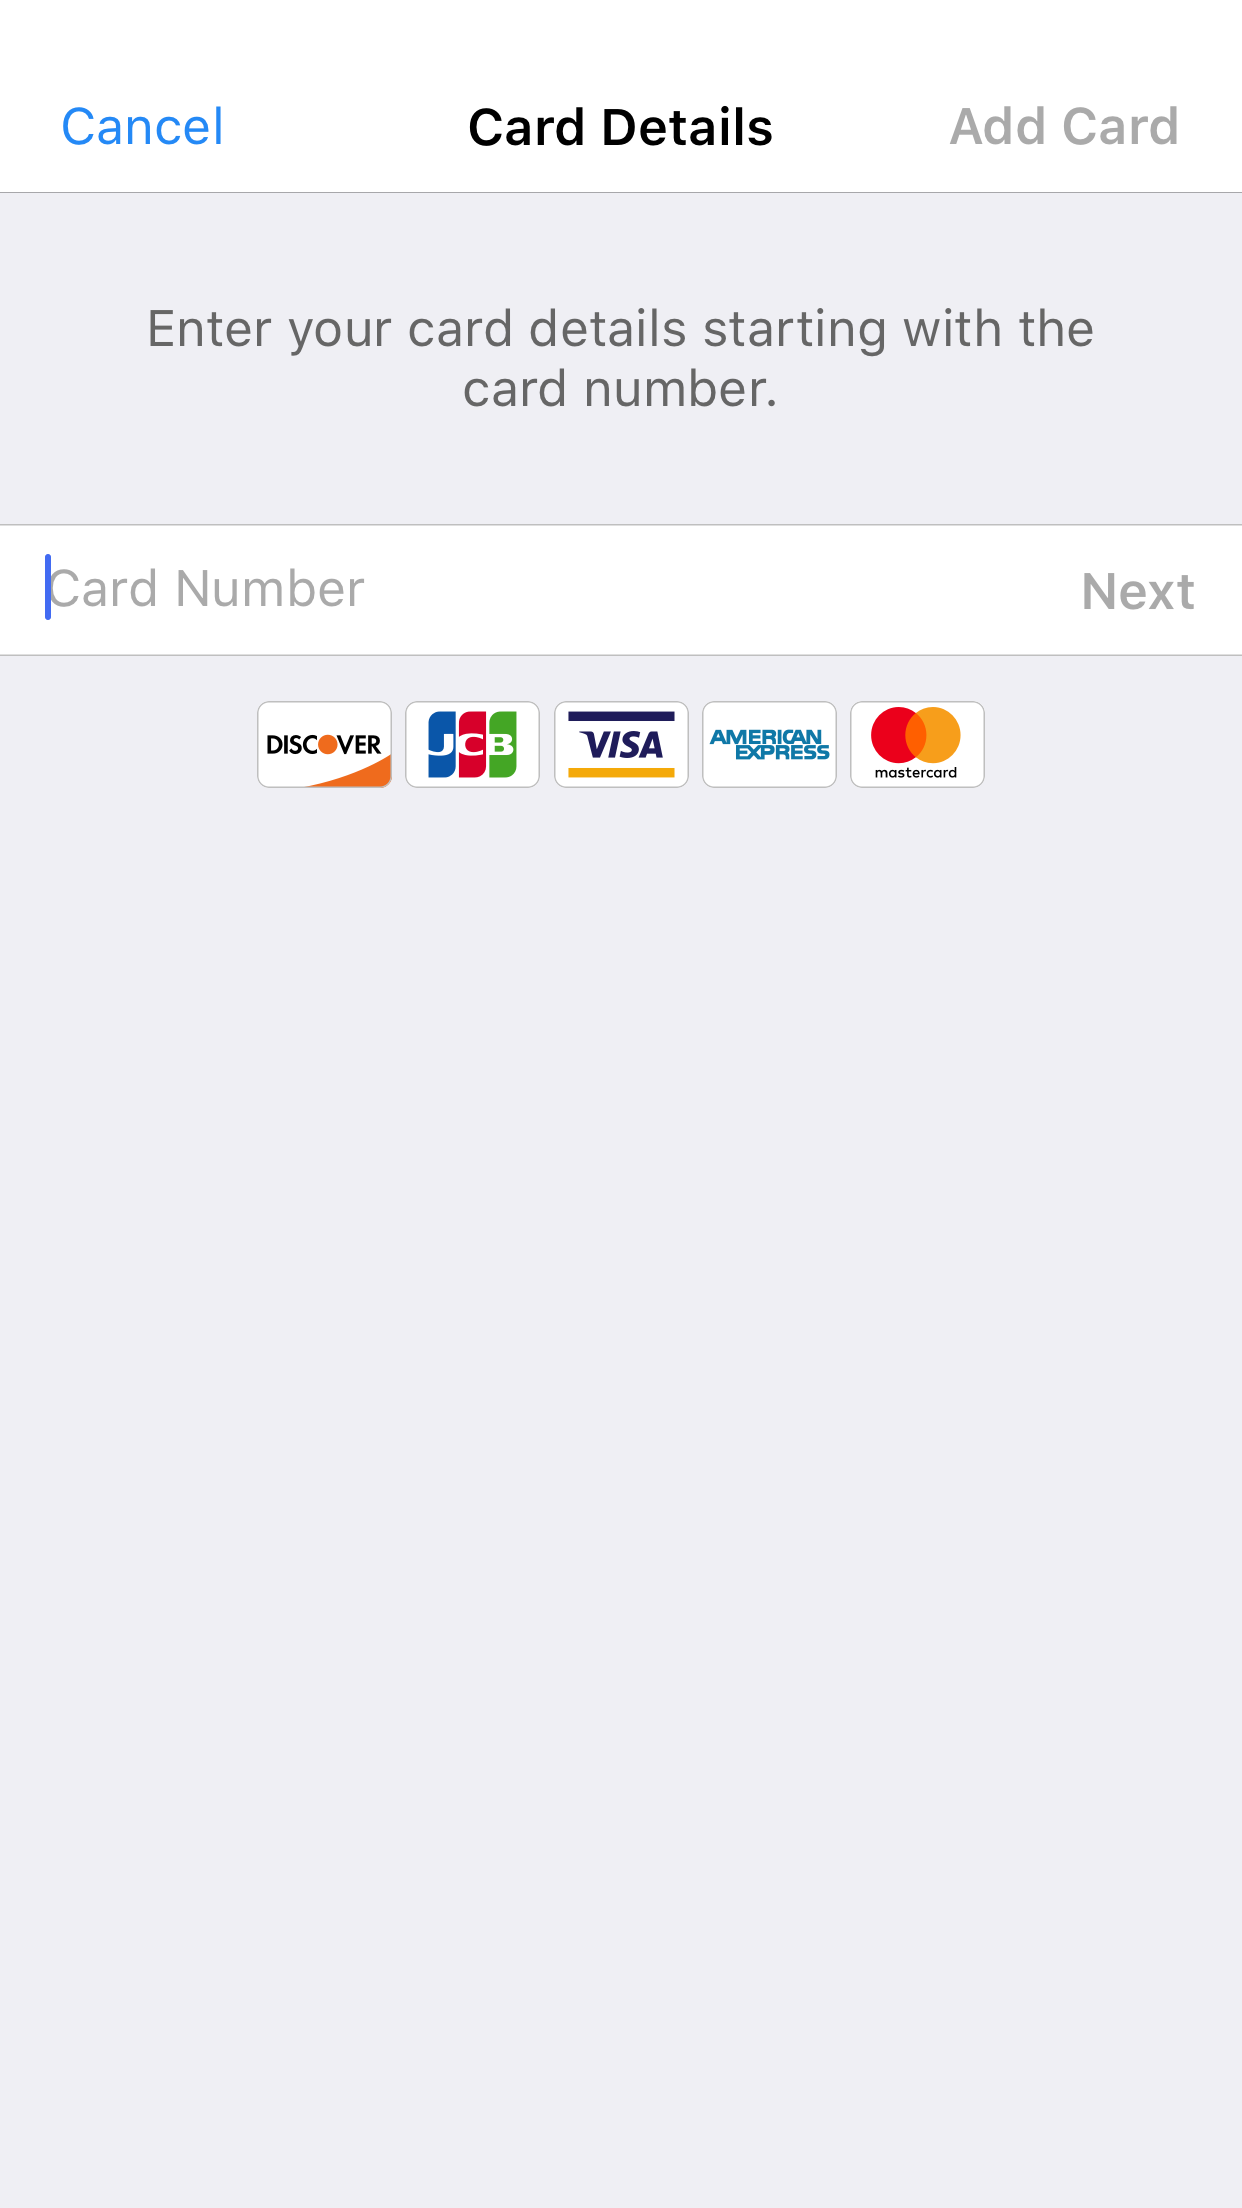 Cancel Card Details Add Card
Enter your card details starting with the
card number.
Card Number Next
DISCOVER JCB VISA AMERICAN EXPRESS mastercard